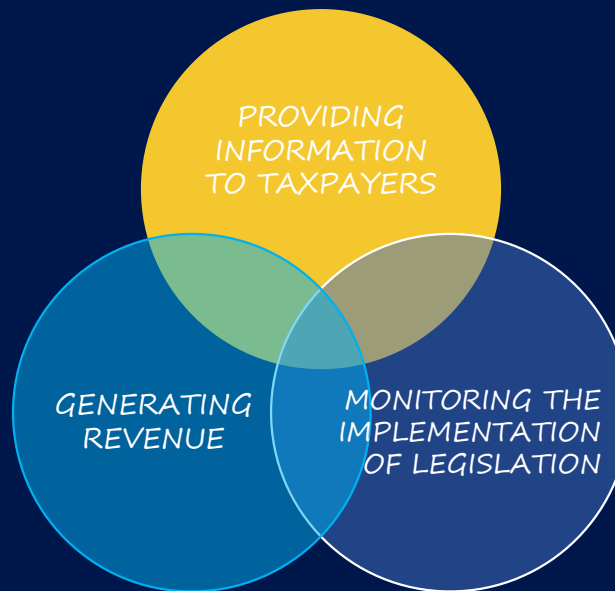 PROVIDING
INFORMATION
TO TAXPAYERS
GENERATING
REVENUE
MONITORING THE
IMPLEMENTATION
OF LEGISLATION